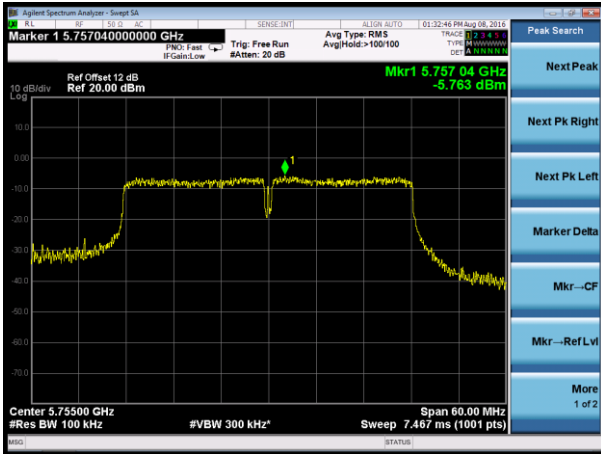 Agilent Spectrum Analyzer - Swept SA
RL RF 50 Ω AC SENSE:INT ALIGN AUTO 01:32:46 PM Aug 08, 2016
Marker 1 5.757040000000 GHz
PNO: Fast
IFGain:Low
Trig: Free Run
#Atten: 20 dB
Avg Type: RMS
Avg|Hold:>100/100
TRACE 1 2 3 4 5 6
TYPE M WWWWW
DET A NNNNN
Peak Search
Mkr1 5.757 04 GHz
-5.763 dBm
Ref Offset 12 dB
10 dB/div Ref 20.00 dBm
Log
10.0
0.00
-10.0
-20.0
-30.0
-40.0
-50.0
-60.0
-70.0
1
Next Peak
Next Pk Right
Next Pk Left
Marker Delta
Mkr→CF
Mkr→Ref Lvl
More
1 of 2
Center 5.75500 GHz Span 60.00 MHz
#Res BW 100 kHz #VBW 300 kHz* Sweep 7.467 ms (1001 pts)
MSG STATUS